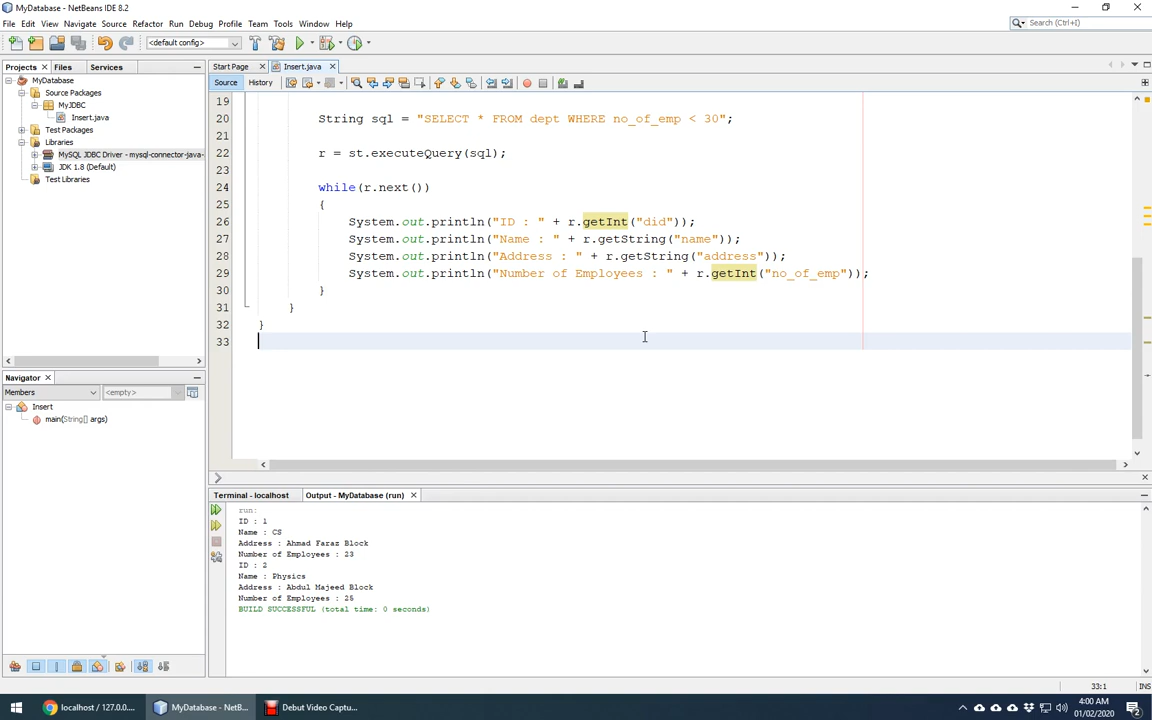 MyDatabase - NetBeans IDE 8.2
File Edit View Navigate Source Refactor Run Debug Profile Team Tools Window Help
Search (Ctrl+I)
<default config>
Projects Files Services
Start Page Insert.java
Source History
MyDatabase
Source Packages
MyJDBC
Insert.java
Test Packages
Libraries
MySQL JDBC Driver - mysql-connector-java-
JDK 1.8 (Default)
Test Libraries
19
20 String sql = "SELECT * FROM dept WHERE no_of_emp < 30";
21
22 r = st.executeQuery(sql);
23
24 while(r.next())
25 {
26 System.out.println("ID : " + r.getInt("did"));
27 System.out.println("Name : " + r.getString("name"));
28 System.out.println("Address : " + r.getString("address"));
29 System.out.println("Number of Employees : " + r.getInt("no_of_emp"));
30 }
31 }
32 }
33
Navigator
Members <empty>
Insert
main(String[] args)
Terminal - localhost Output - MyDatabase (run)
run:
ID : 1
Name : CS
Address : Ahmad Faraz Block
Number of Employees : 23
ID : 2
Name : Physics
Address : Abdul Majeed Block
Number of Employees : 25
BUILD SUCCESSFUL (total time: 0 seconds)
33:1 INS
localhost / 127.0.0.... MyDatabase - NetB... Debut Video Captu...
4:00 AM
01/02/2020
2